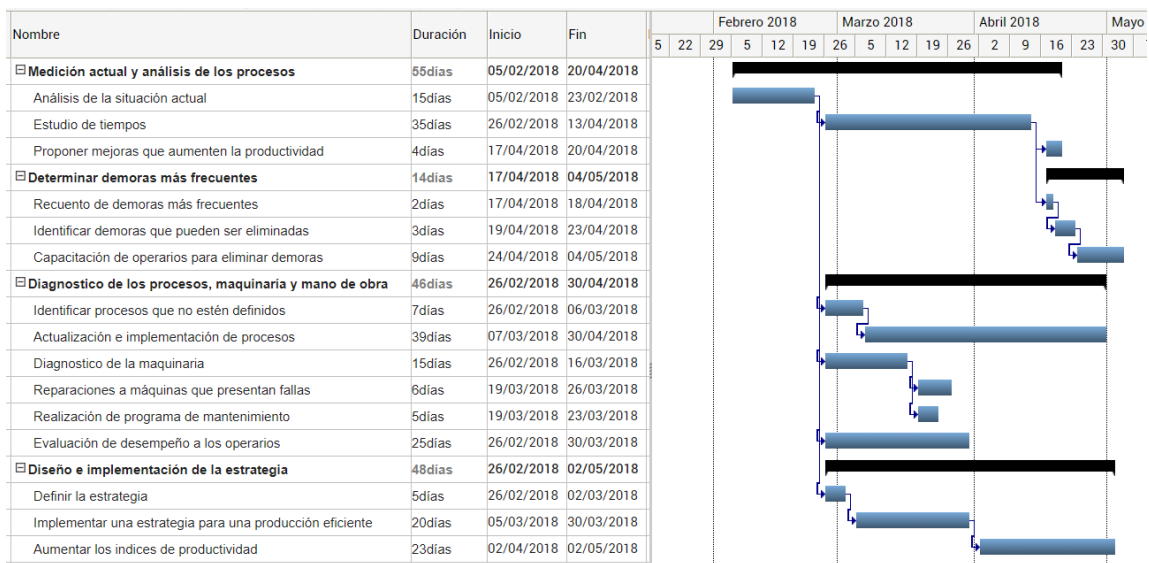 Nombre Duración Inicio Fin
Febrero 2018 Marzo 2018 Abril 2018 Mayo
5 22 29 5 12 19 26 5 12 19 26 2 9 16 23 30
Medición actual y análisis de los procesos 55días 05/02/2018 20/04/2018
Análisis de la situación actual 15días 05/02/2018 23/02/2018
Estudio de tiempos 35días 26/02/2018 13/04/2018
Proponer mejoras que aumenten la productividad 4días 17/04/2018 20/04/2018
Determinar demoras más frecuentes 14días 17/04/2018 04/05/2018
Recuento de demoras más frecuentes 2días 17/04/2018 18/04/2018
Identificar demoras que pueden ser eliminadas 3días 19/04/2018 23/04/2018
Capacitación de operarios para eliminar demoras 9días 24/04/2018 04/05/2018
Diagnostico de los procesos, maquinaria y mano de obra 46días 26/02/2018 30/04/2018
Identificar procesos que no estén definidos 7días 26/02/2018 06/03/2018
Actualización e implementación de procesos 39días 07/03/2018 30/04/2018
Diagnostico de la maquinaria 15días 26/02/2018 16/03/2018
Reparaciones a máquinas que presentan fallas 6días 19/03/2018 26/03/2018
Realización de programa de mantenimiento 5días 19/03/2018 23/03/2018
Evaluación de desempeño a los operarios 25días 26/02/2018 30/03/2018
Diseño e implementación de la estrategia 48días 26/02/2018 02/05/2018
Definir la estrategia 5días 26/02/2018 02/03/2018
Implementar una estrategia para una producción eficiente 20días 05/03/2018 30/03/2018
Aumentar los indices de productividad 23días 02/04/2018 02/05/2018